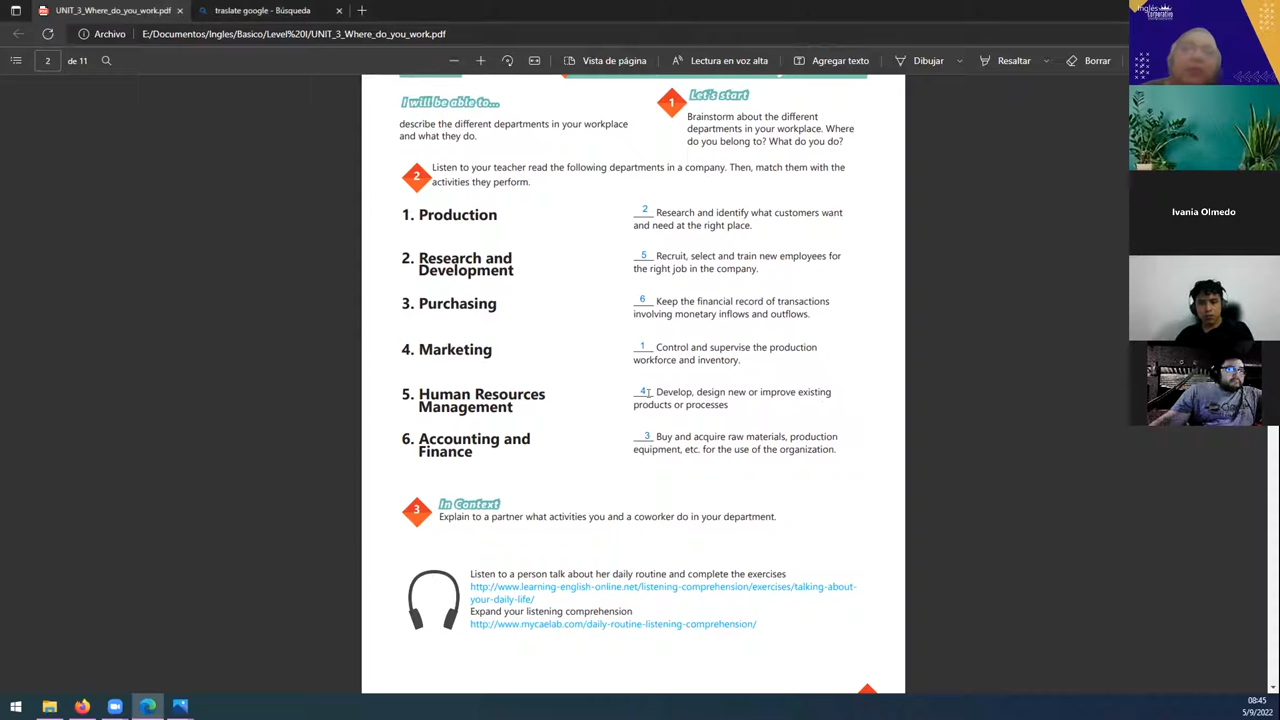 UNIT_3_Where_do_you_work.pdf
traslate google - Búsqueda
Archivo
E:/Documentos/Ingles/Basico/Level%20I/UNIT_3_Where_do_you_work.pdf
2
de 11
Vista de página
Lectura en voz alta
Agregar texto
Dibujar
Resaltar
Borrar
I will be able to...
describe the different departments in your workplace
and what they do.
1
Let's start
Brainstorm about the different
departments in your workplace. Where
do you belong to? What do you do?
2
Listen to your teacher read the following departments in a company. Then, match them with the
activities they perform.
1. Production
2 Research and identify what customers want
and need at the right place.
2. Research and
Development
5 Recruit, select and train new employees for
the right job in the company.
3. Purchasing
6 Keep the financial record of transactions
involving monetary inflows and outflows.
4. Marketing
1 Control and supervise the production
workforce and inventory.
5. Human Resources
Management
4 Develop, design new or improve existing
products or processes
6. Accounting and
Finance
3 Buy and acquire raw materials, production
equipment, etc. for the use of the organization.
3
In Context
Explain to a partner what activities you and a coworker do in your department.
Listen to a person talk about her daily routine and complete the exercises
http://www.learning-english-online.net/listening-comprehension/exercises/talking-about-
your-daily-life/
Expand your listening comprehension
http://www.mycaelab.com/daily-routine-listening-comprehension/
Inglés
Corporativo
Ivania Olmedo
08:45
5/9/2022